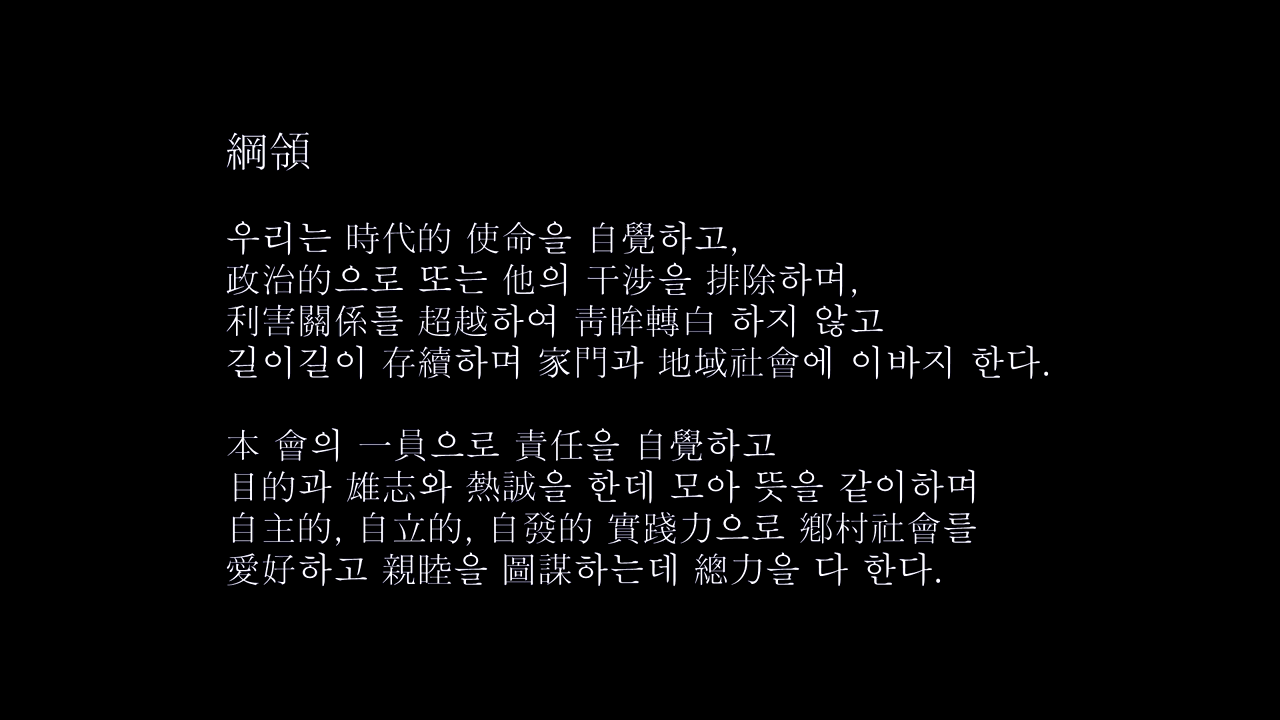 綱領
우리는 時代的 使命을 自覺하고,
政治的으로 또는 他의 干涉을 排除하며,
利害關係를 超越하여 靑眸轉白 하지 않고
길이길이 存續하며 家門과 地域社會에 이바지 한다.
本 會의 一員으로 責任을 自覺하고
目的과 雄志와 熱誠을 한데 모아 뜻을 같이하며
自主的, 自立的, 自發的 實踐力으로 鄕村社會를
愛好하고 親睦을 圖謀하는데 總力을 다 한다.